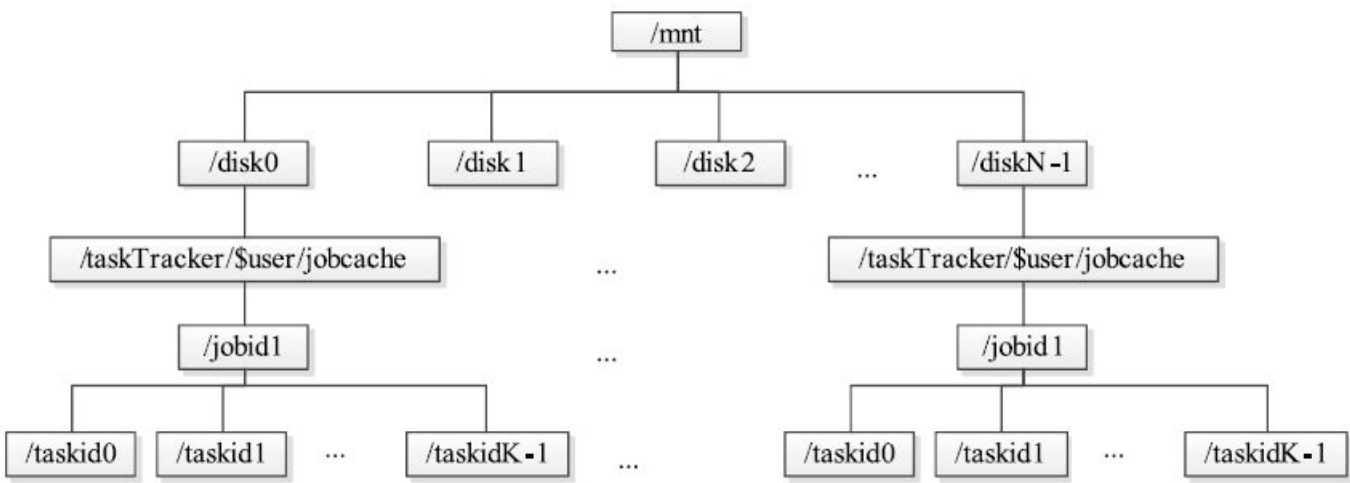 /mnt
/disk0
/disk1
/disk2
...
/diskN-1
/taskTracker/$user/jobcache
...
/taskTracker/$user/jobcache
/jobid1
...
/jobid1
/taskid0
/taskid1
...
/taskidK-1
...
/taskid0
/taskid1
...
/taskidK-1